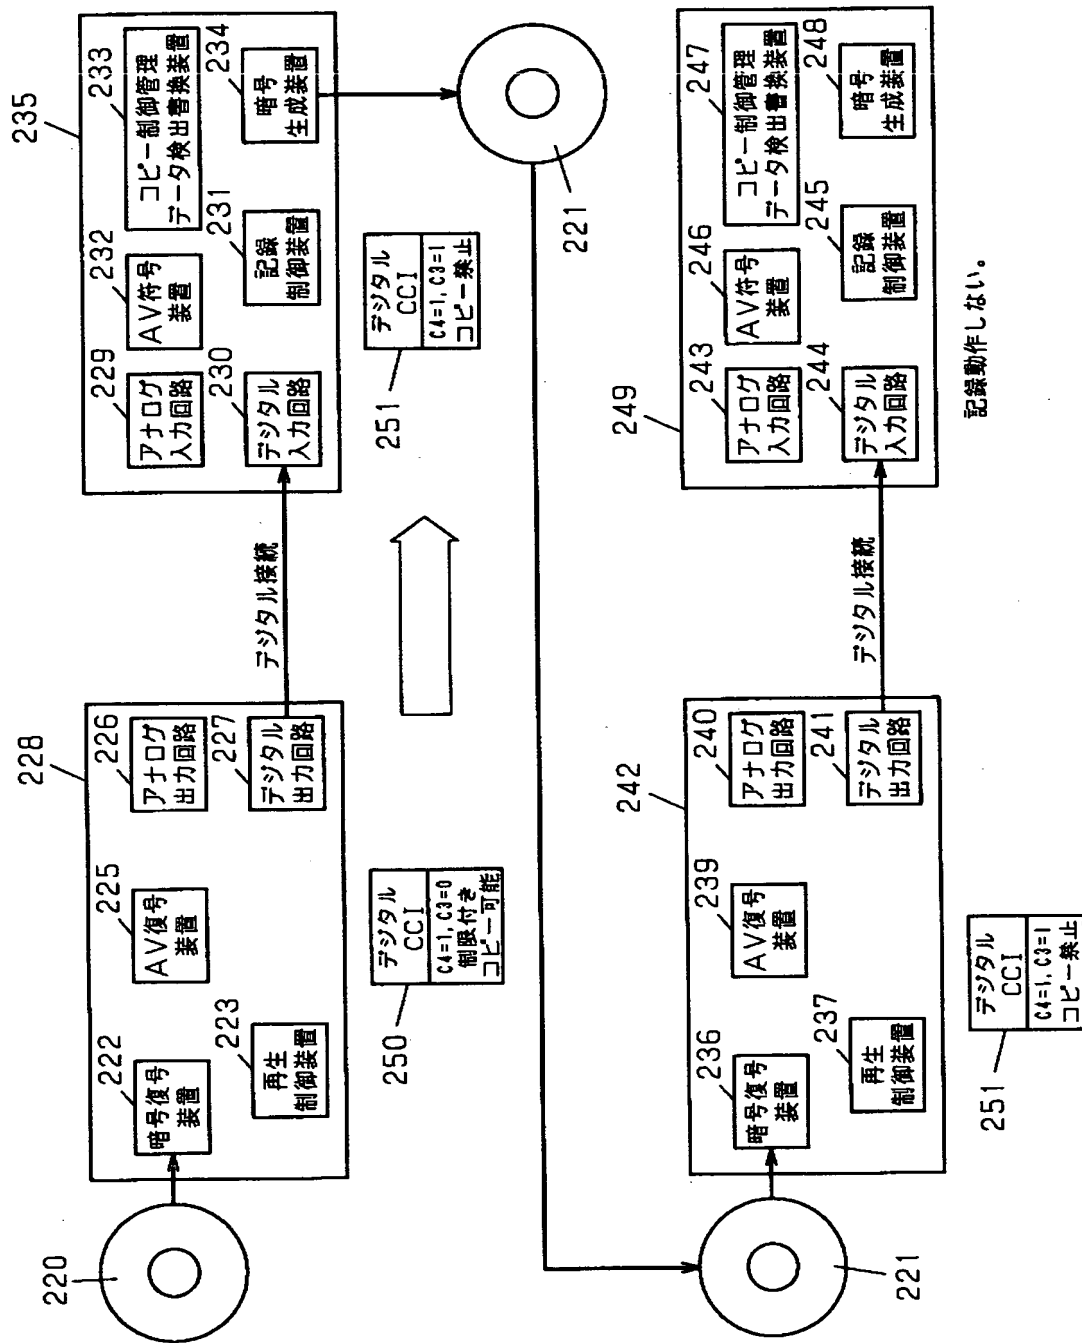 220
228
222
暗号復号
装置
223
再生
制御装置
225
AV復号
装置
226
アナログ
出力回路
227
デジタル
出力回路
デジタル接続
235
229
アナログ
入力回路
230
デジタル
入力回路
232
AV符号
装置
231
記録
制御装置
233
コピー制御管理
データ検出書換装置
234
暗号
生成装置
250
デジタル
CCI
C4=1,C3=0
制限付き
コピー可能
251
デジタル
CCI
C4=1,C3=1
コピー禁止
221
221
242
236
暗号復号
装置
237
再生
制御装置
239
AV復号
装置
240
アナログ
出力回路
241
デジタル
出力回路
デジタル接続
249
243
アナログ
入力回路
244
デジタル
入力回路
246
AV符号
装置
245
記録
制御装置
247
コピー制御管理
データ検出書換装置
248
暗号
生成装置
251
デジタル
CCI
C4=1,C3=1
コピー禁止
記録動作しない。